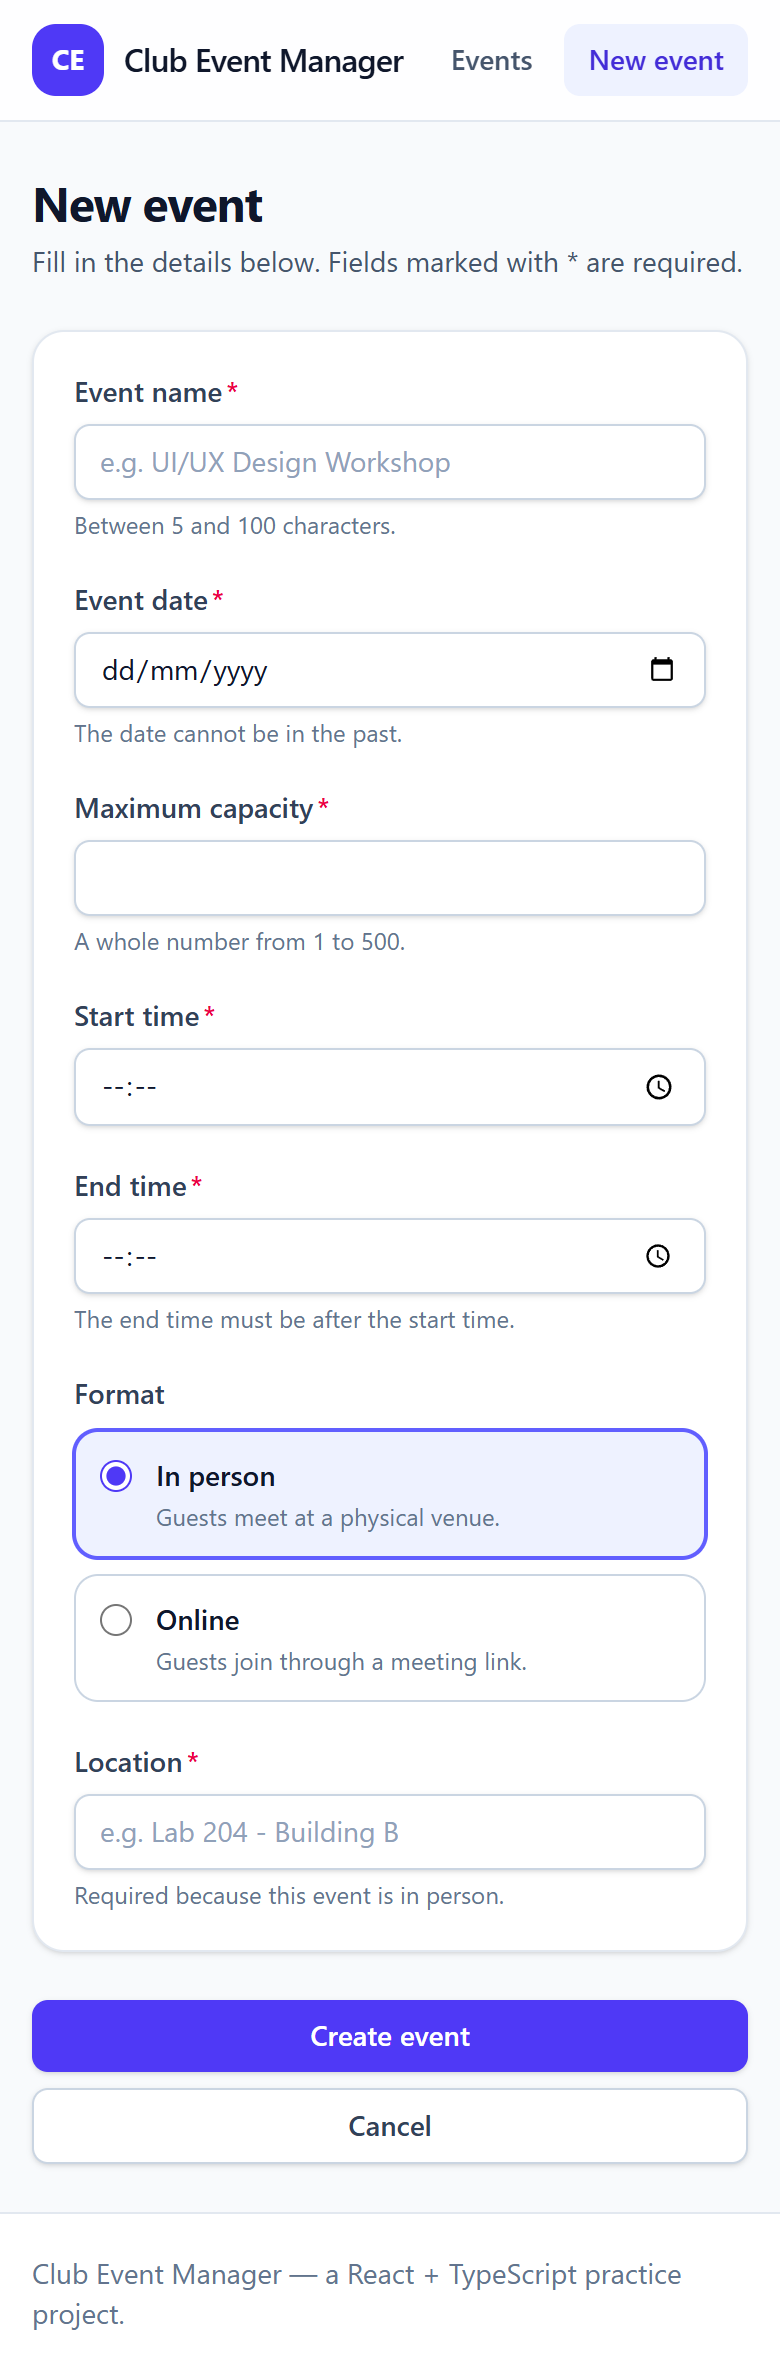 CE
Club Event Manager
Events
New event
New event
Fill in the details below. Fields marked with * are required.
Event name *
e.g. UI/UX Design Workshop
Between 5 and 100 characters.
Event date *
dd/mm/yyyy
The date cannot be in the past.
Maximum capacity *
A whole number from 1 to 500.
Start time *
--:--
End time *
--:--
The end time must be after the start time.
Format
In person
Guests meet at a physical venue.
Online
Guests join through a meeting link.
Location *
e.g. Lab 204 - Building B
Required because this event is in person.
Create event
Cancel
Club Event Manager — a React + TypeScript practice
project.